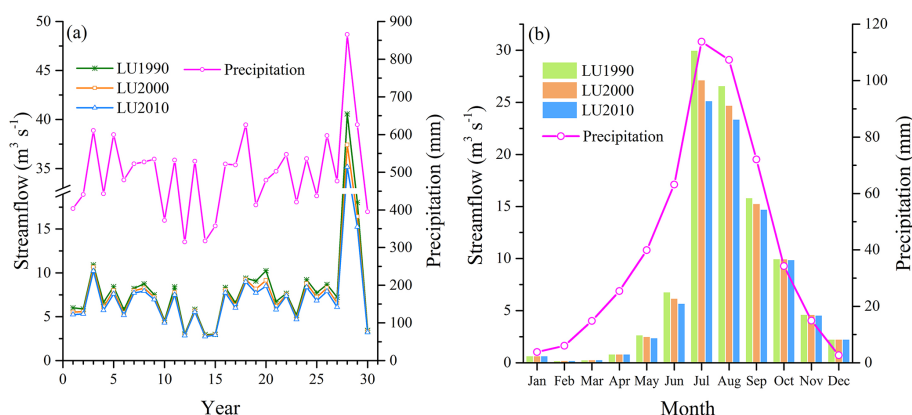 (a)
LU1990
LU2000
LU2010
Precipitation
Streamflow (m³ s⁻¹)
50
45
40
35
15
10
5
0
Precipitation (mm)
900
800
700
600
500
400
300
200
100
0
0
5
10
15
20
25
30
Year
(b)
LU1990
LU2000
LU2010
Precipitation
Streamflow (m³ s⁻¹)
30
25
20
15
10
5
0
Precipitation (mm)
120
100
80
60
40
20
0
Jan Feb Mar Apr May Jun Jul Aug Sep Oct Nov Dec
Month